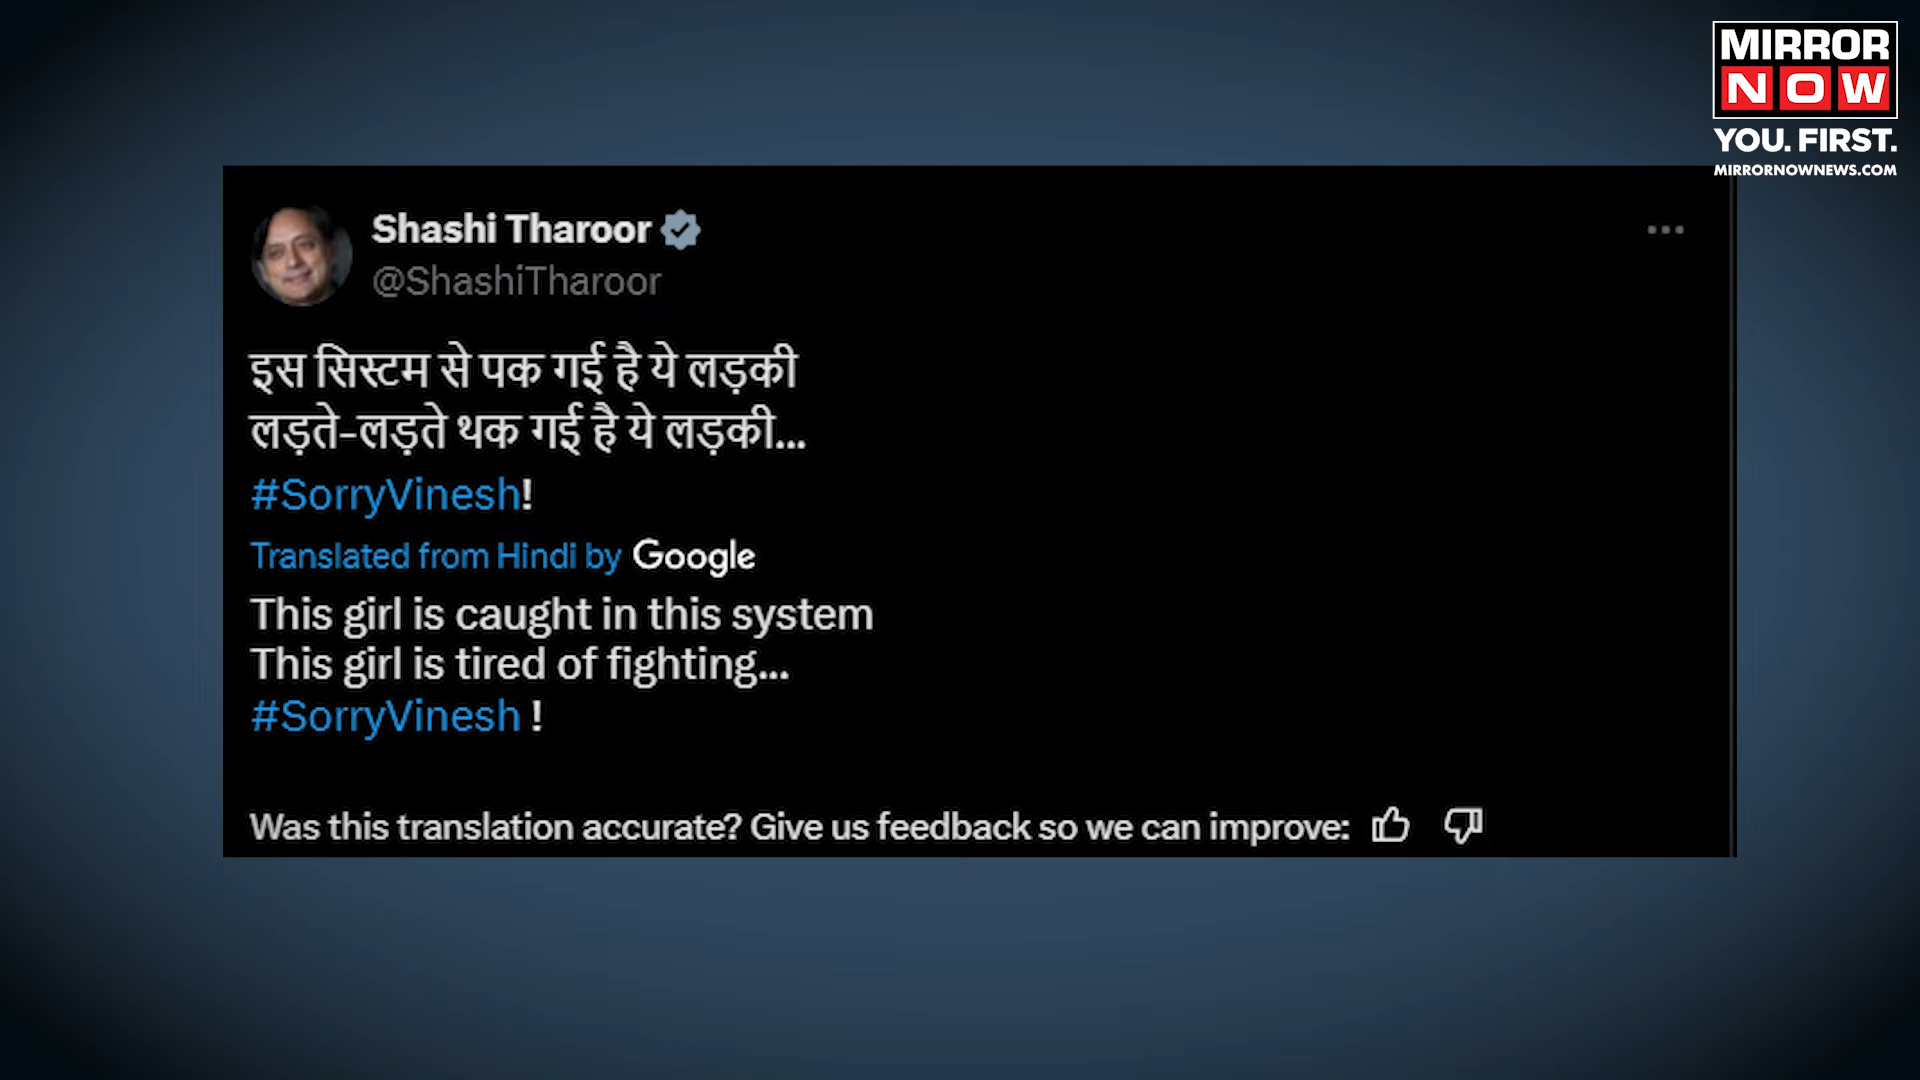 MIRROR
NOW
YOU. FIRST.
MIRRORNOWNEWS.COM
Shashi Tharoor
@ShashiTharoor
इस सिस्टम से पक गई है ये लड़की
लड़ते-लड़ते थक गई है ये लड़की...
#SorryVinesh!
Translated from Hindi by Google
This girl is caught in this system
This girl is tired of fighting...
#SorryVinesh !
Was this translation accurate? Give us feedback so we can improve: